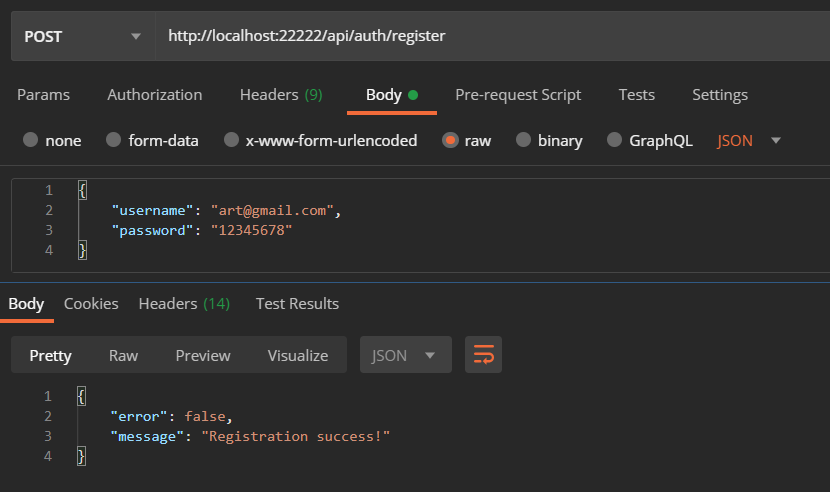 POST http://localhost:22222/api/auth/register
Params Authorization Headers (9) Body Pre-request Script Tests Settings
none form-data x-www-form-urlencoded raw binary GraphQL JSON
1 {
2 "username": "art@gmail.com",
3 "password": "12345678"
4 }
Body Cookies Headers (14) Test Results
Pretty Raw Preview Visualize JSON
1 {
2 "error": false,
3 "message": "Registration success!"
4 }